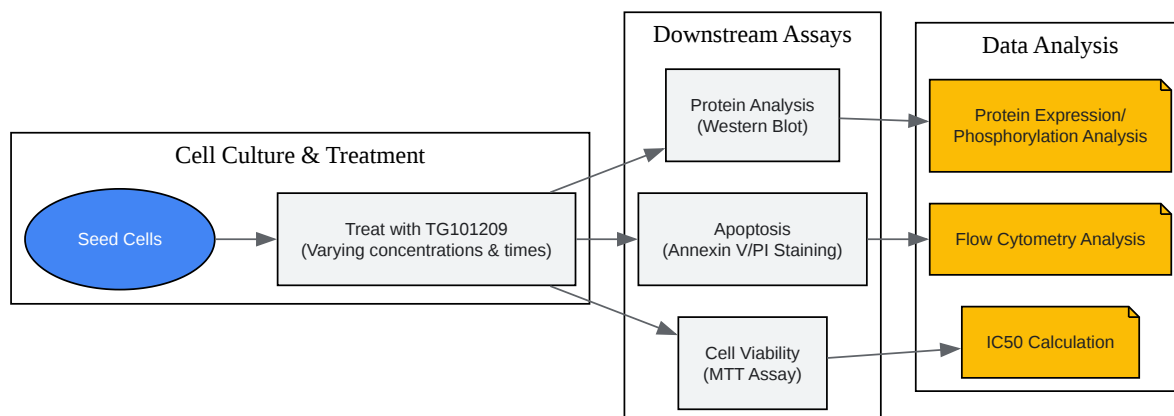 Cell Culture & Treatment
Seed Cells
Treat with TG101209
(Varying concentrations & times)
Downstream Assays
Protein Analysis
(Western Blot)
Apoptosis
(Annexin V/PI Staining)
Cell Viability
(MTT Assay)
Data Analysis
Protein Expression/
Phosphorylation Analysis
Flow Cytometry Analysis
IC50 Calculation